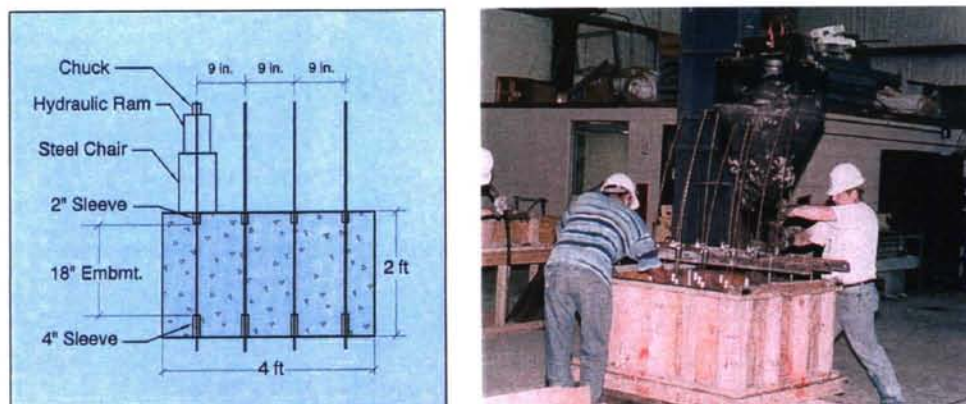 9 in. 9 in. 9 in.
Chuck
Hydraulic Ram
Steel Chair
2" Sleeve
18" Embmt.
2 ft
4" Sleeve
4 ft